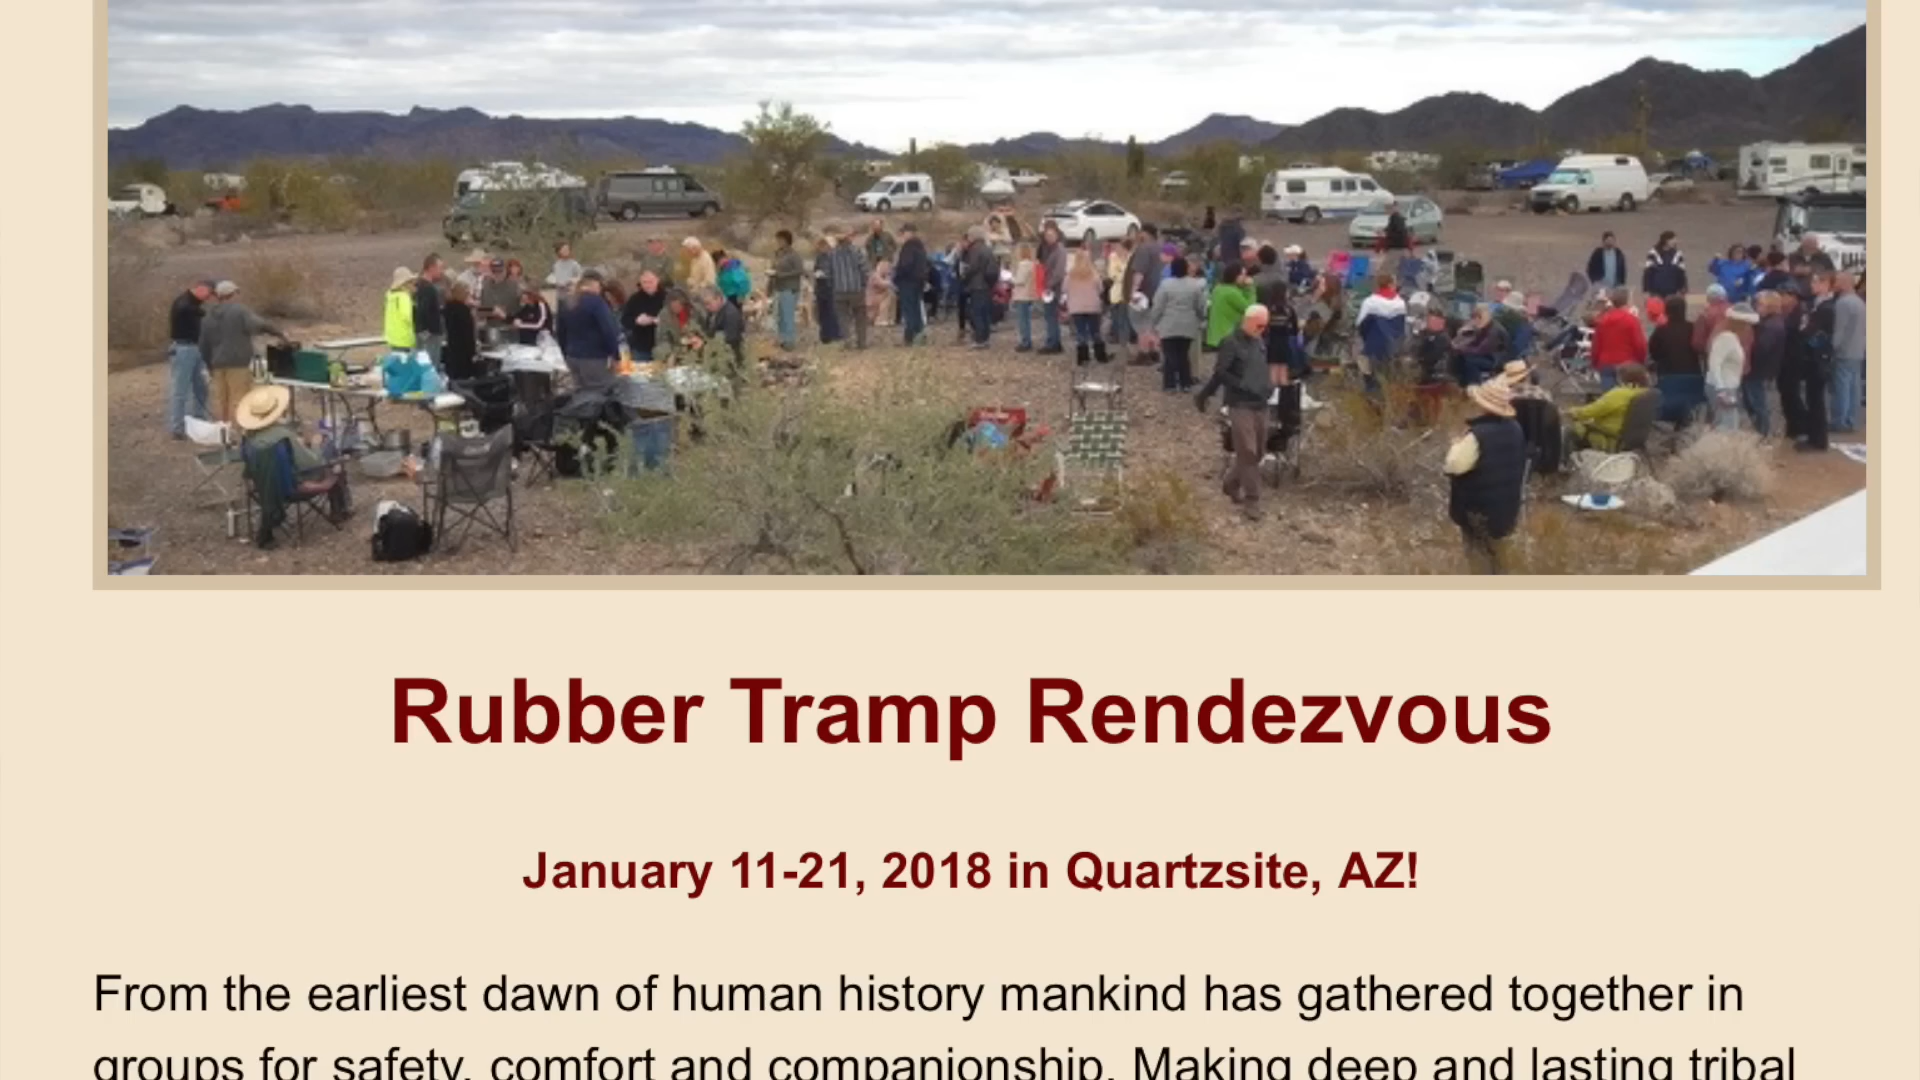 Rubber Tramp Rendezvous
January 11-21, 2018 in Quartzsite, AZ!
From the earliest dawn of human history mankind has gathered together in
groups for safety, comfort and companionship. Making deep and lasting tribal